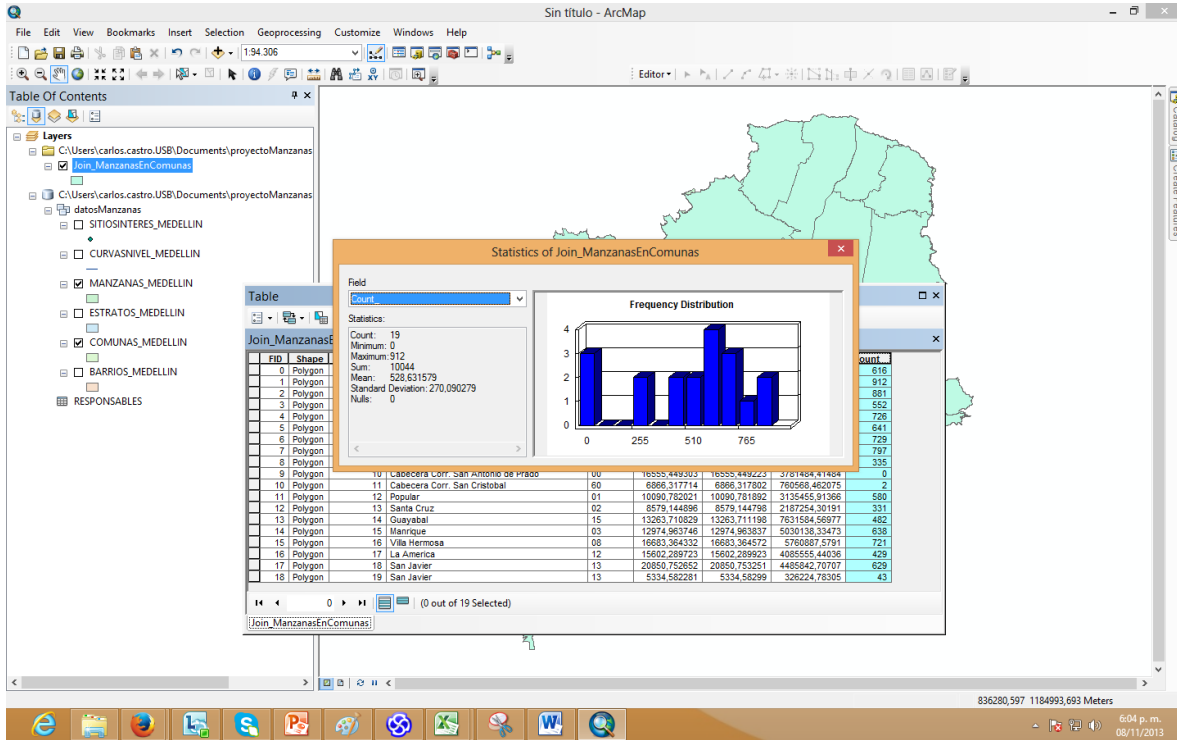 Sin título - ArcMap
File Edit View Bookmarks Insert Selection Geoprocessing Customize Windows Help
1:94.306
Editor
Table Of Contents
Layers
C:\Users\carlos.castro.USB\Documents\proyectoManzanas
Join_ManzanasEnComunas
C:\Users\carlos.castro.USB\Documents\proyectoManzanas
datosManzanas
SITIOSINTERES_MEDELLIN
CURVASNIVEL_MEDELLIN
MANZANAS_MEDELLIN
ESTRATOS_MEDELLIN
COMUNAS_MEDELLIN
BARRIOS_MEDELLIN
RESPONSABLES
Catalog
Create Features
Statistics of Join_ManzanasEnComunas
Field
Count_
Statistics:
Count: 19
Minimum: 0
Maximum: 912
Sum: 10044
Mean: 528,631579
Standard Deviation: 270,090279
Nulls: 0
Frequency Distribution
4
3
2
1
0
0 255 510 765
Table
Join_ManzanasE
FID Shape ount_
0 Polygon 616
1 Polygon 912
2 Polygon 881
3 Polygon 552
4 Polygon 726
5 Polygon 641
6 Polygon 729
7 Polygon 797
8 Polygon 335
9 Polygon 10 Cabecera Corr. San Antonio de Prado 00 16555,449303 16555,449223 3781484,41484 0
10 Polygon 11 Cabecera Corr. San Cristobal 60 6866,317714 6866,317802 760568,462075 2
11 Polygon 12 Popular 01 10090,782021 10090,781892 3135455,91366 580
12 Polygon 13 Santa Cruz 02 8579,144896 8579,144798 2187254,30191 331
13 Polygon 14 Guayabal 15 13263,710829 13263,711198 7631584,56977 482
14 Polygon 15 Manrique 03 12974,963746 12974,963837 5030138,33473 638
15 Polygon 16 Villa Hermosa 08 16683,364332 16683,364572 5760887,5791 721
16 Polygon 17 La America 12 15602,289723 15602,289923 4085555,44036 429
17 Polygon 18 San Javier 13 20850,752652 20850,753251 4485842,70707 629
18 Polygon 19 San Javier 13 5334,582281 5334,58299 326224,78305 43
0 (0 out of 19 Selected)
Join_ManzanasEnComunas
836280,597 1184993,693 Meters
6:04 p. m.
08/11/2013